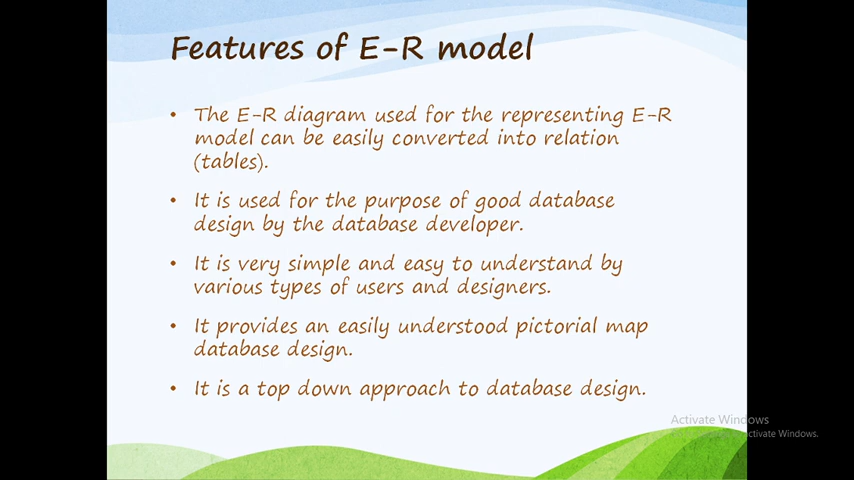 Features of E-R model
• The E-R diagram used for the representing E-R
model can be easily converted into relation
(tables).
• It is used for the purpose of good database
design by the database developer.
• It is very simple and easy to understand by
various types of users and designers.
• It provides an easily understood pictorial map
database design.
• It is a top down approach to database design.
Activate Windows
activate Windows.